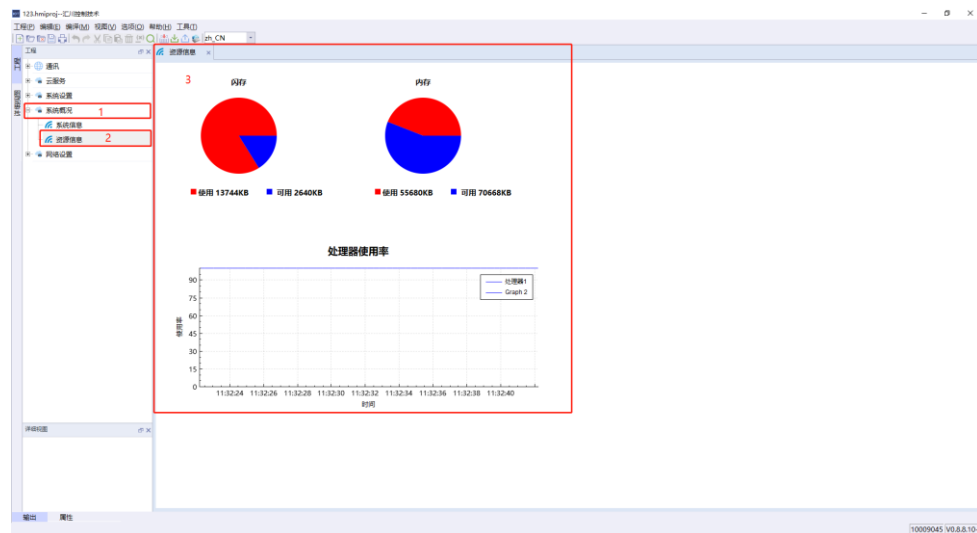 123.hmiproj--汇川控制技术
工程(P) 编辑(E) 编译(M) 视图(V) 选项(O) 帮助(H) 工具(T)
zh_CN
工程
通讯
云服务
系统设置
系统概况 1
系统信息
资源信息 2
网络设置
详细视图
资源信息 ×
3
闪存 内存
使用 13744KB 可用 2640KB 使用 55680KB 可用 70668KB
处理器使用率
处理器1
Graph 2
使用率
90
75
60
45
30
15
0
11:32:24 11:32:26 11:32:28 11:32:30 11:32:32 11:32:34 11:32:36 11:32:38 11:32:40
时间
输出 属性
10009045 V0.8.8.10-